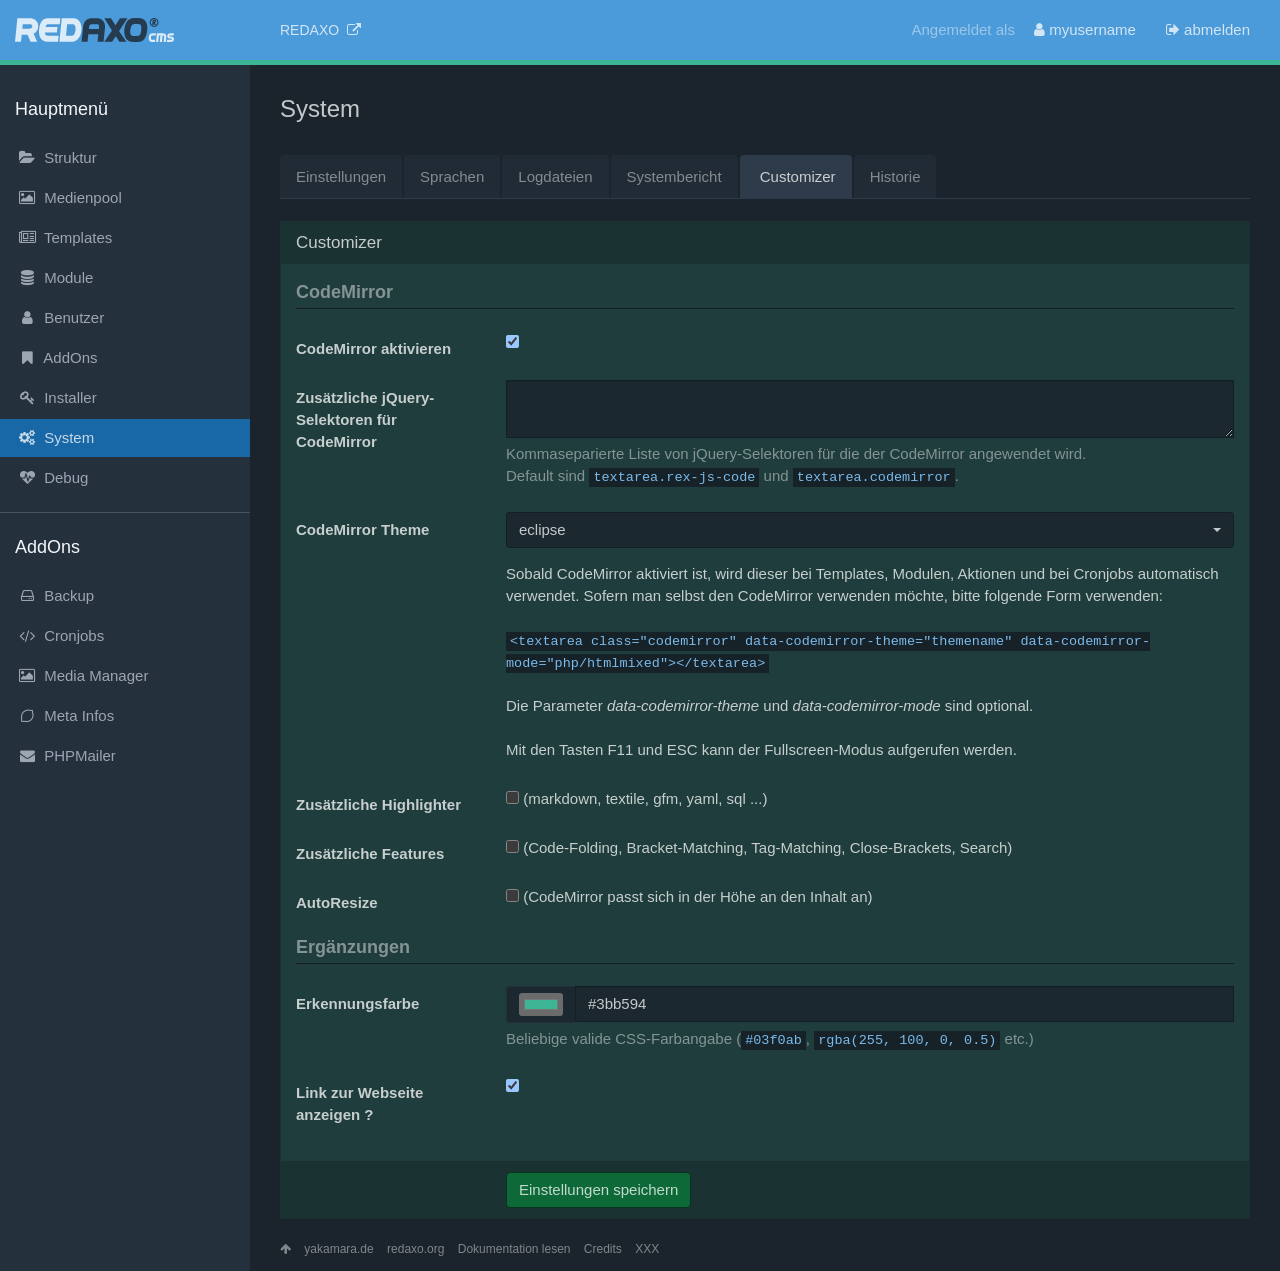 REDAXO® cms
REDAXO
Angemeldet als myusername abmelden
Hauptmenü
Struktur
Medienpool
Templates
Module
Benutzer
AddOns
Installer
System
Debug
AddOns
Backup
Cronjobs
Media Manager
Meta Infos
PHPMailer
System
Einstellungen Sprachen Logdateien Systembericht Customizer Historie
Customizer
CodeMirror
CodeMirror aktivieren
Zusätzliche jQuery-
Selektoren für
CodeMirror
Kommaseparierte Liste von jQuery-Selektoren für die der CodeMirror angewendet wird.
Default sind textarea.rex-js-code und textarea.codemirror.
CodeMirror Theme
eclipse
Sobald CodeMirror aktiviert ist, wird dieser bei Templates, Modulen, Aktionen und bei Cronjobs automatisch
verwendet. Sofern man selbst den CodeMirror verwenden möchte, bitte folgende Form verwenden:
<textarea class="codemirror" data-codemirror-theme="themename" data-codemirror-
mode="php/htmlmixed"></textarea>
Die Parameter data-codemirror-theme und data-codemirror-mode sind optional.
Mit den Tasten F11 und ESC kann der Fullscreen-Modus aufgerufen werden.
Zusätzliche Highlighter
(markdown, textile, gfm, yaml, sql ...)
Zusätzliche Features
(Code-Folding, Bracket-Matching, Tag-Matching, Close-Brackets, Search)
AutoResize
(CodeMirror passt sich in der Höhe an den Inhalt an)
Ergänzungen
Erkennungsfarbe
#3bb594
Beliebige valide CSS-Farbangabe (#03f0ab, rgba(255, 100, 0, 0.5) etc.)
Link zur Webseite
anzeigen ?
Einstellungen speichern
yakamara.de redaxo.org Dokumentation lesen Credits XXX